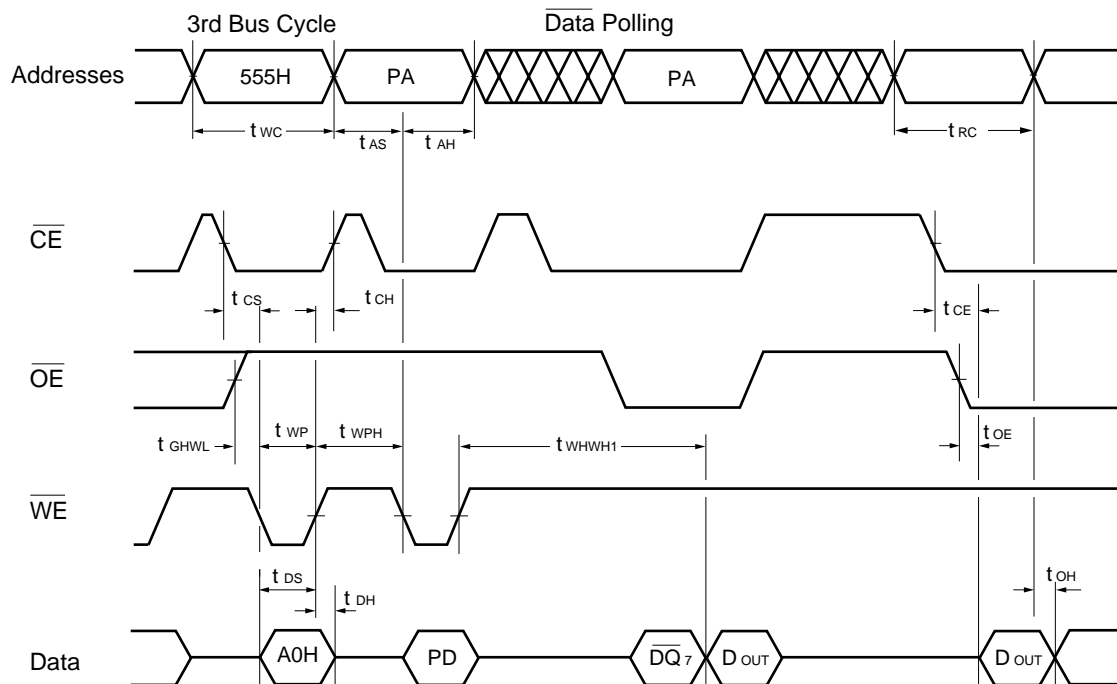 3rd Bus Cycle Data Polling
Addresses 555H PA PA
t WC t AS t AH t RC
CE
t CS t CH t CE
OE
t GHWL t WP t WPH t WHWH1 t OE
WE
t DS t DH t OH
Data A0H PD DQ 7 D OUT D OUT